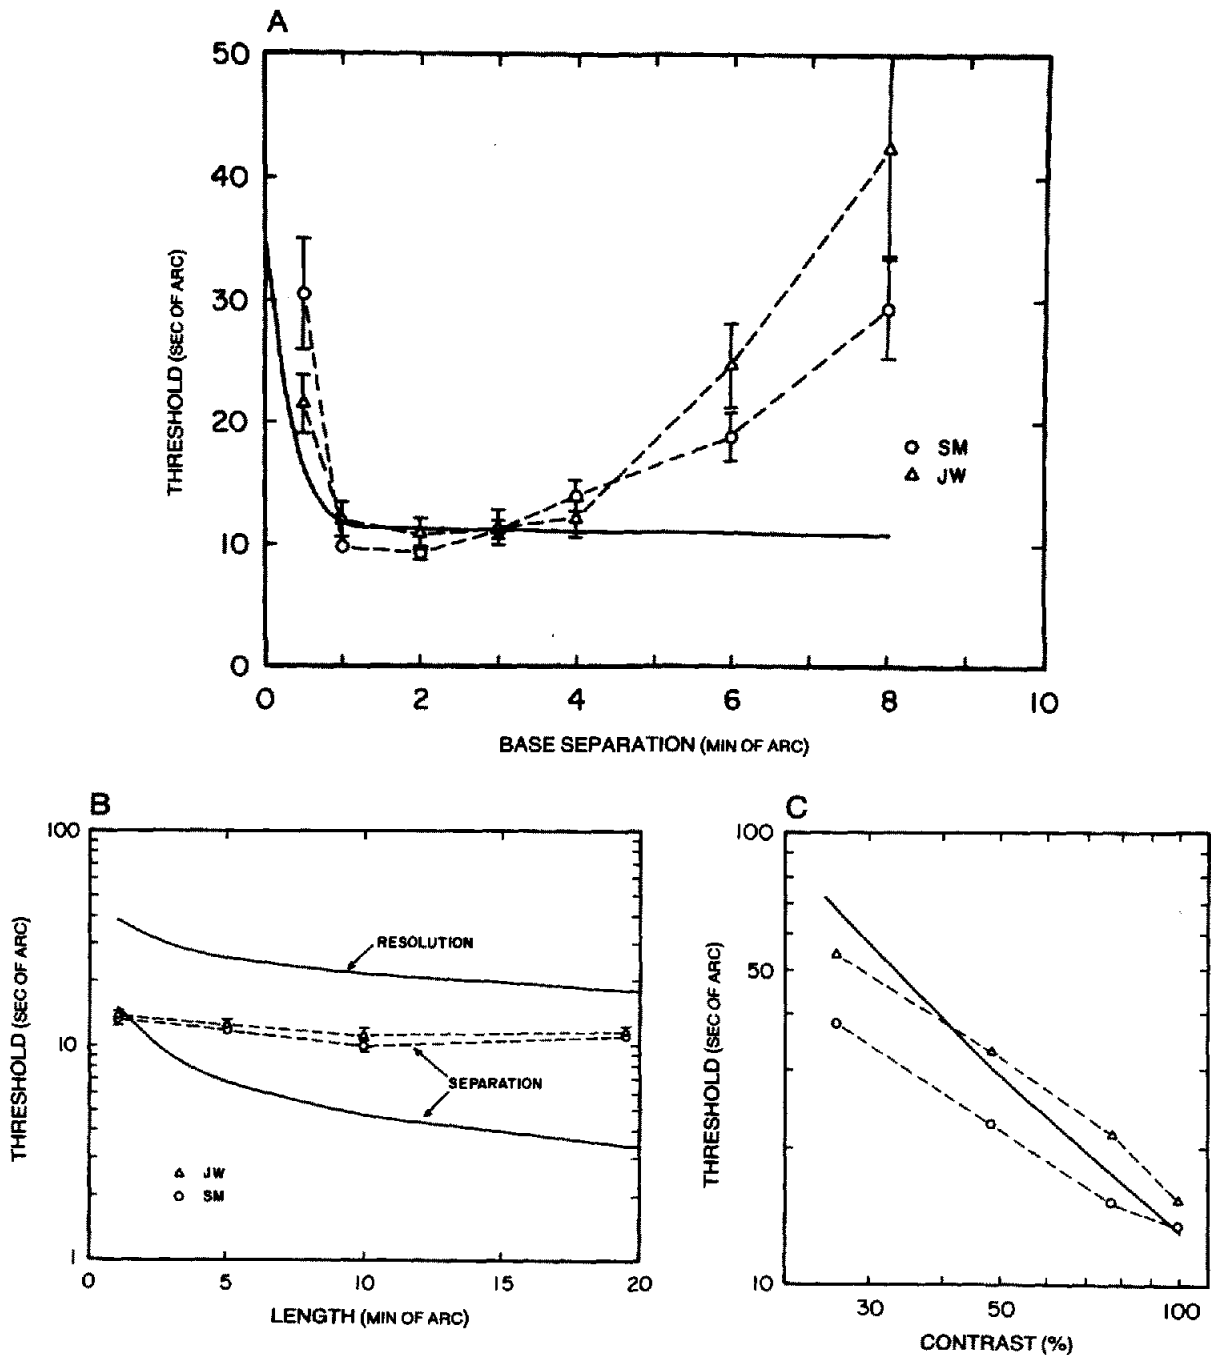 A
50
40
30
20
10
0
THRESHOLD (SEC OF ARC)
SM
JW
0 2 4 6 8 10
BASE SEPARATION (MIN OF ARC)
B
100
10
1
THRESHOLD (SEC OF ARC)
RESOLUTION
SEPARATION
JW
SM
0 5 10 15 20
LENGTH (MIN OF ARC)
C
100
50
20
10
THRESHOLD (SEC OF ARC)
30 50 100
CONTRAST (%)